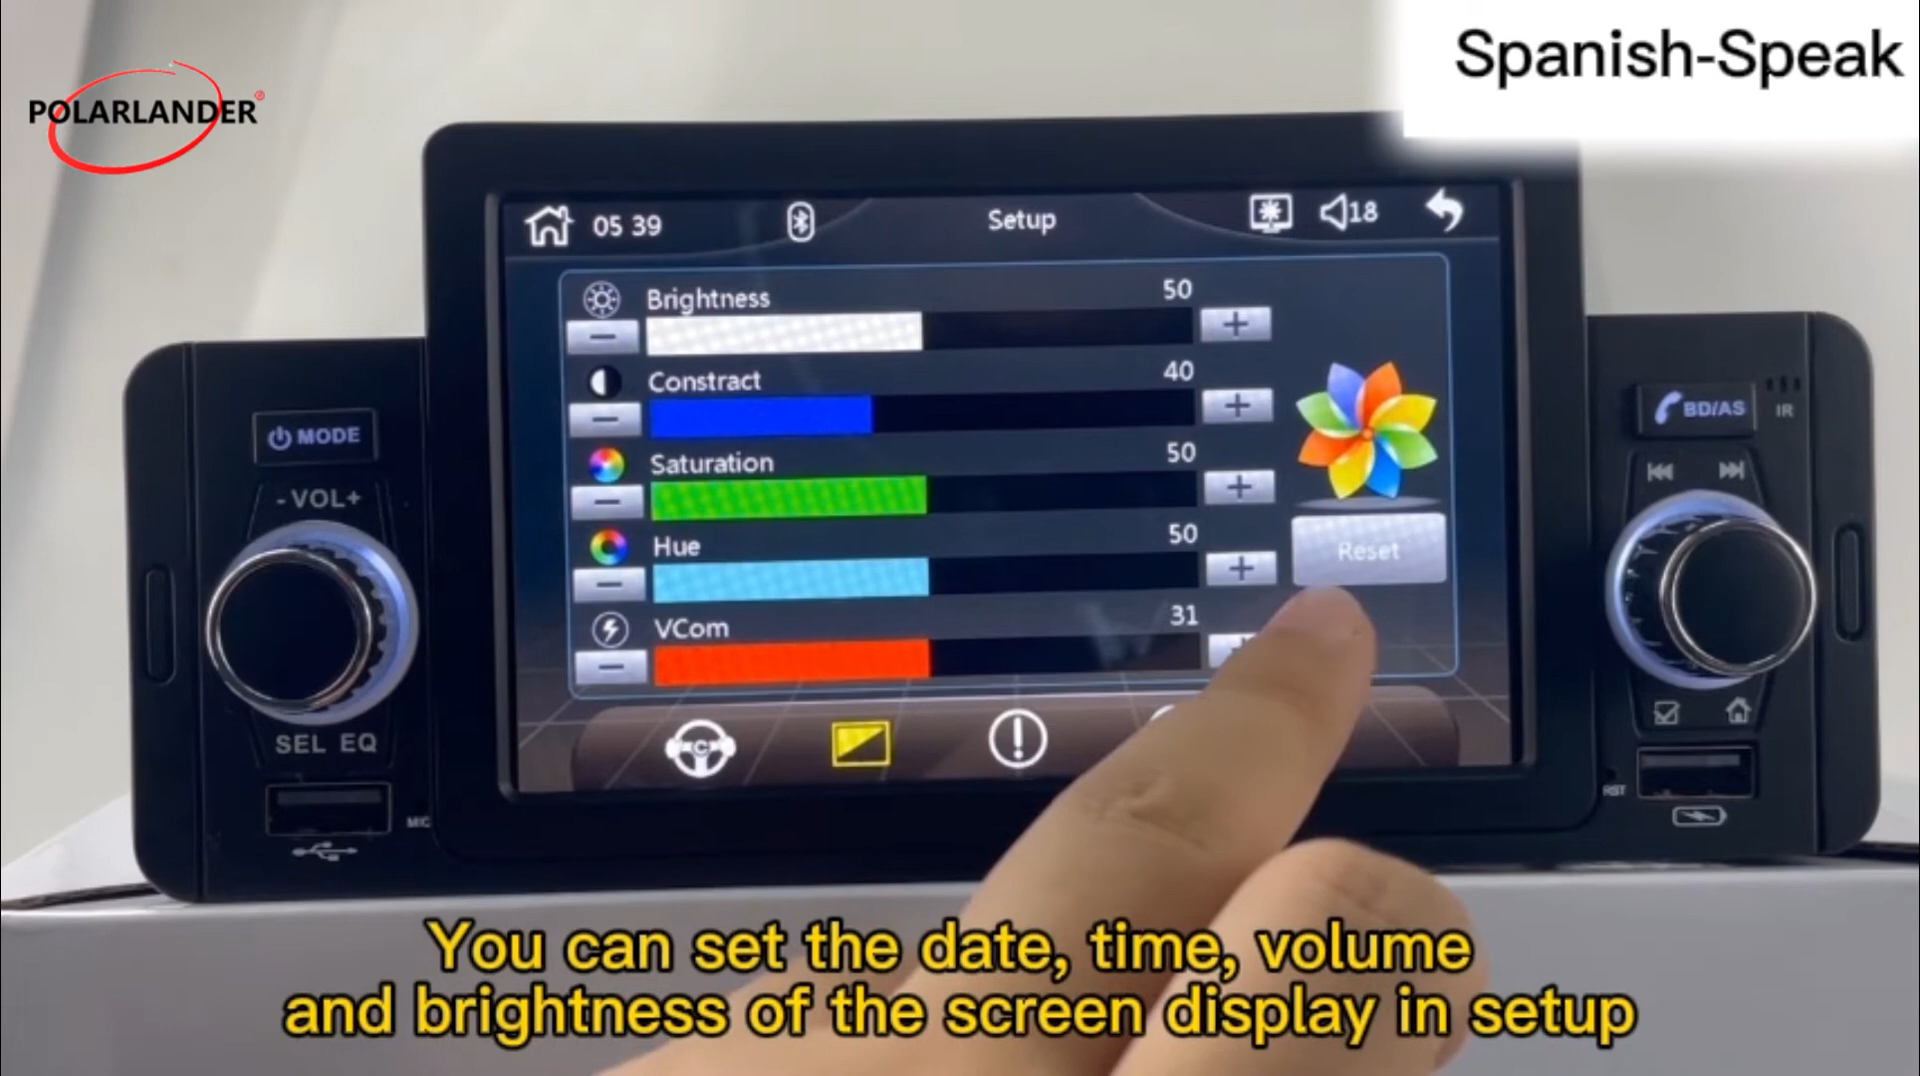 Spanish-Speak
POLARLANDER®
05 39
Setup
18
Brightness 50
Constract 40
Saturation 50
Hue 50
VCom 31
Reset
MODE
- VOL+
SEL EQ
MIC
BD/AS
IR
RST
You can set the date, time, volume
and brightness of the screen display in setup